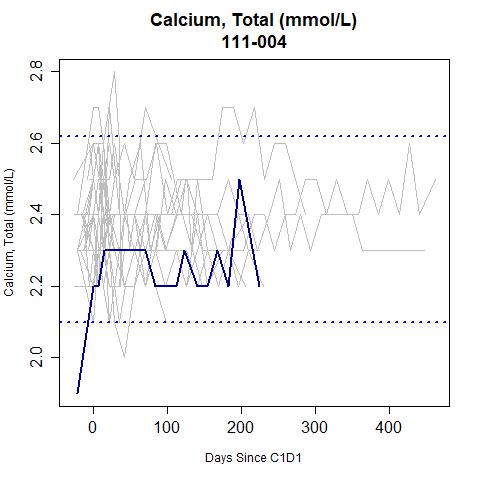 Calcium, Total (mmol/L)
111-004
Calcium, Total (mmol/L)
2.8
2.6
2.4
2.2
2.0
0 100 200 300 400
Days Since C1D1